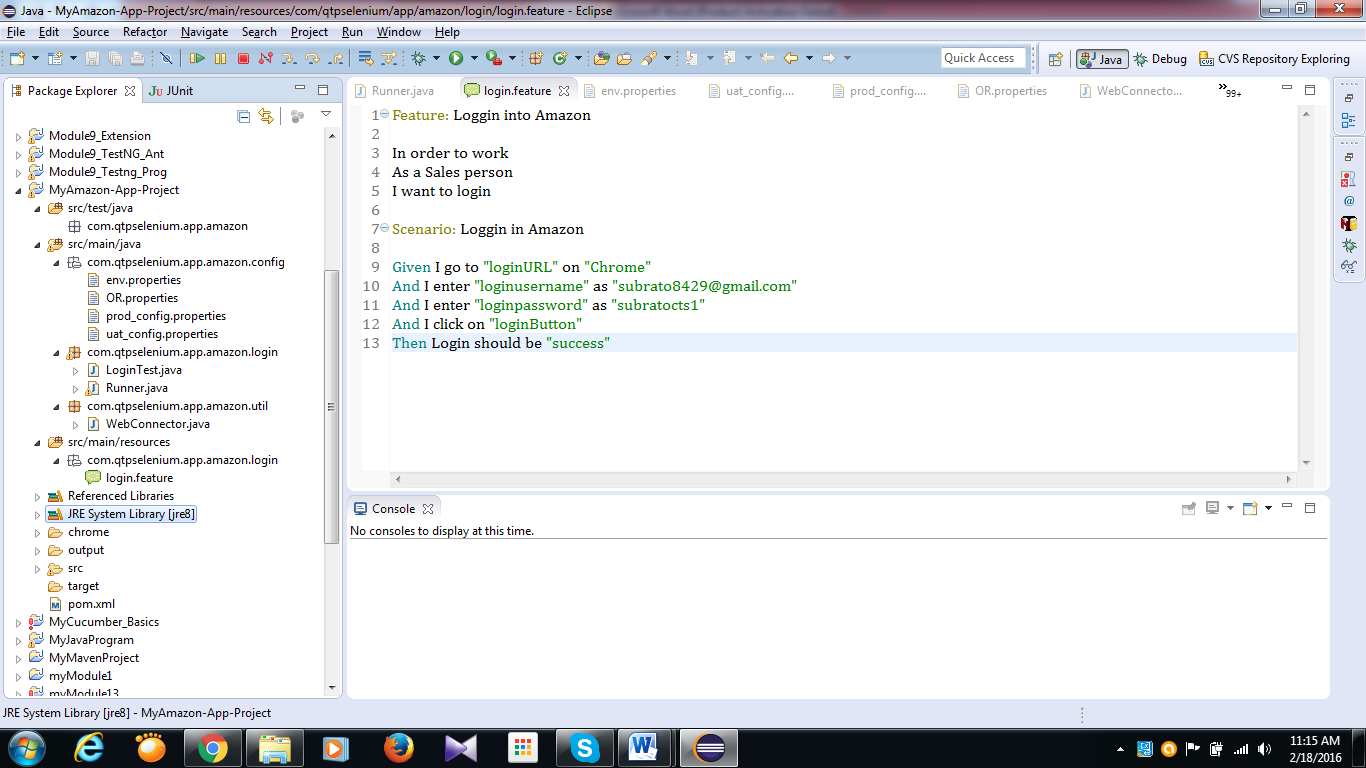 Java - MyAmazon-App-Project/src/main/resources/com/qtpselenium/app/amazon/login/login.feature - Eclipse
File Edit Source Refactor Navigate Search Project Run Window Help
Quick Access
Java
Debug
CVS Repository Exploring
Package Explorer
JUnit
Module9_Extension
Module9_TestNG_Ant
Module9_Testng_Prog
MyAmazon-App-Project
src/test/java
com.qtpselenium.app.amazon
src/main/java
com.qtpselenium.app.amazon.config
env.properties
OR.properties
prod_config.properties
uat_config.properties
com.qtpselenium.app.amazon.login
LoginTest.java
Runner.java
com.qtpselenium.app.amazon.util
WebConnector.java
src/main/resources
com.qtpselenium.app.amazon.login
login.feature
Referenced Libraries
JRE System Library [jre8]
chrome
output
src
target
pom.xml
MyCucumber_Basics
MyJavaProgram
MyMavenProject
myModule1
myModule13
Runner.java login.feature env.properties uat_config.... prod_config.... OR.properties WebConnecto... »99+
1 Feature: Loggin into Amazon
2
3 In order to work
4 As a Sales person
5 I want to login
6
7 Scenario: Loggin in Amazon
8
9 Given I go to "loginURL" on "Chrome"
10 And I enter "loginusername" as "subrato8429@gmail.com"
11 And I enter "loginpassword" as "subratocts1"
12 And I click on "loginButton"
13 Then Login should be "success"
Console
No consoles to display at this time.
JRE System Library [jre8] - MyAmazon-App-Project
11:15 AM
2/18/2016